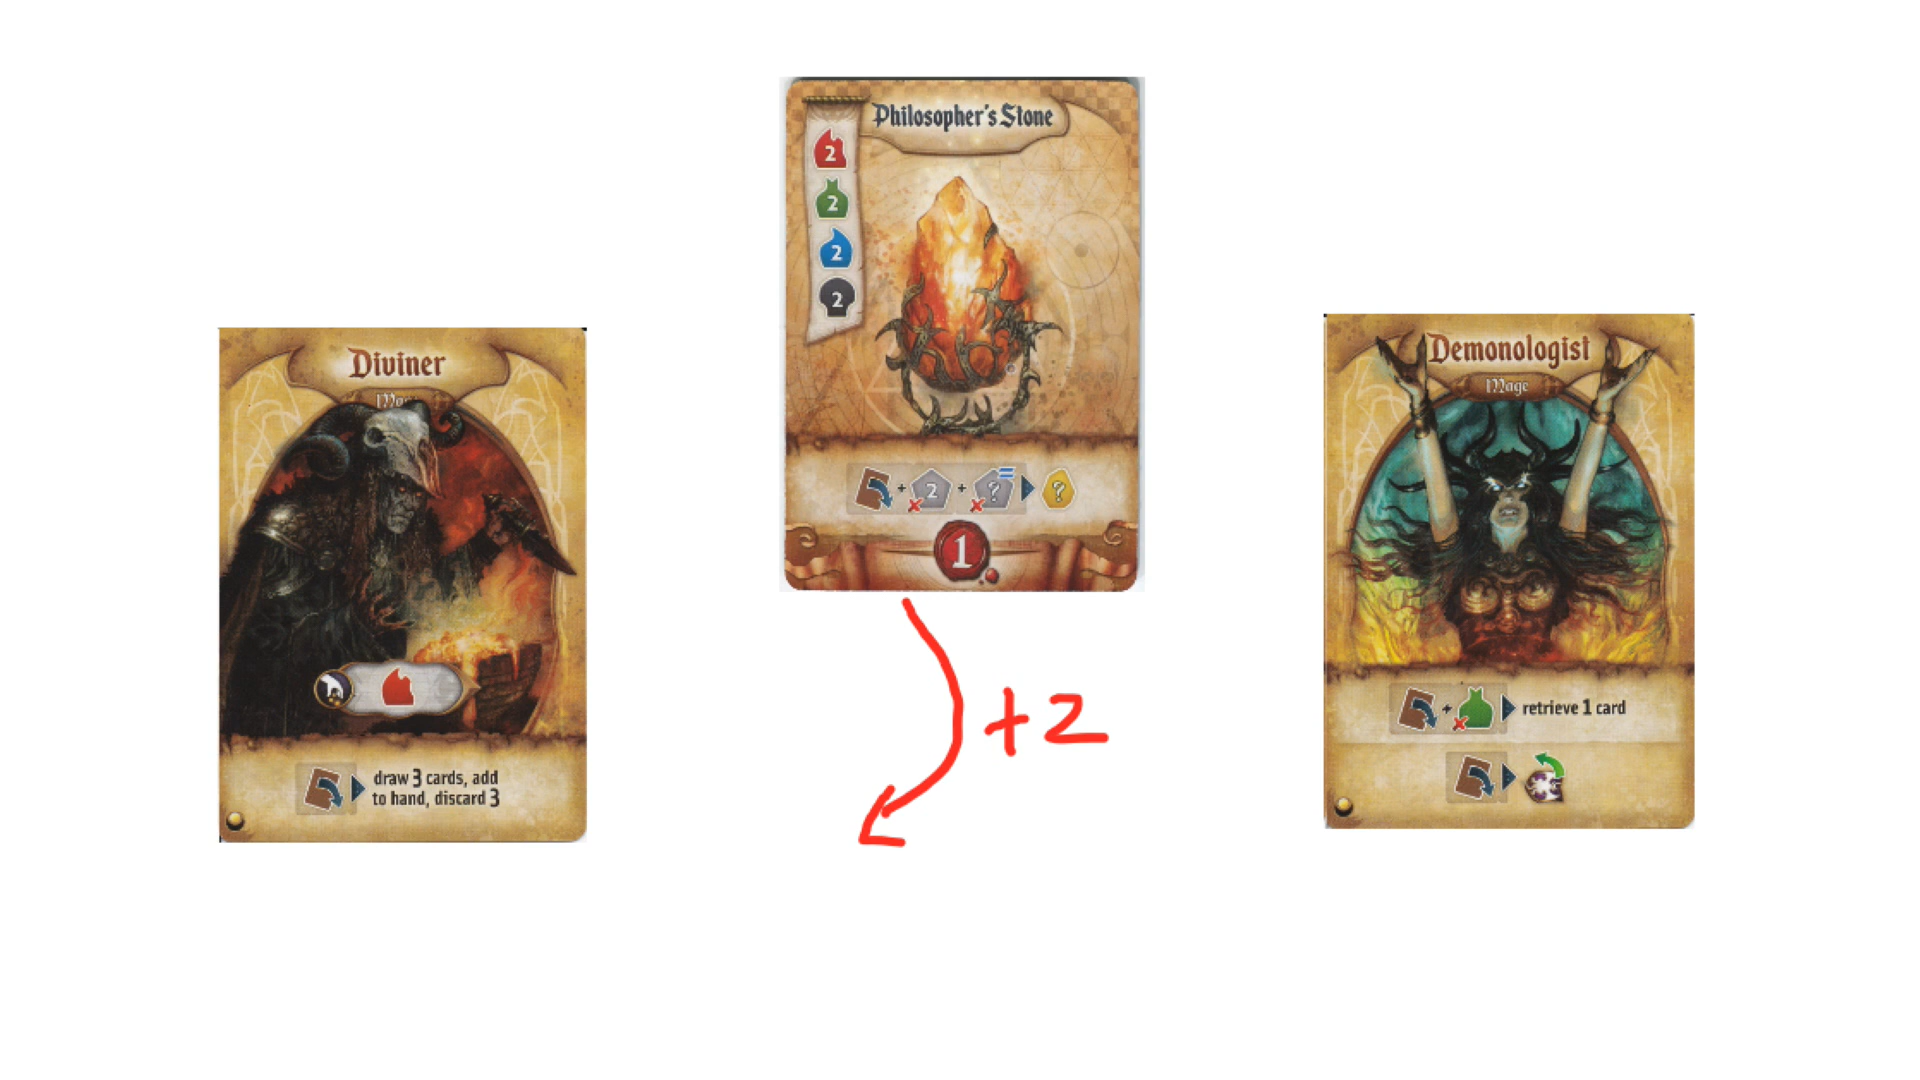 Philosopher's Stone
2
2
2
2
+ 2 + ? ?
1
+2
Diviner
draw 3 cards, add
to hand, discard 3
Demonologist
Mage
+ retrieve 1 card